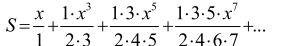 S = x/1 + 1·x³/2·3 + 1·3·x⁵/2·4·5 + 1·3·5·x⁷/2·4·6·7 +...